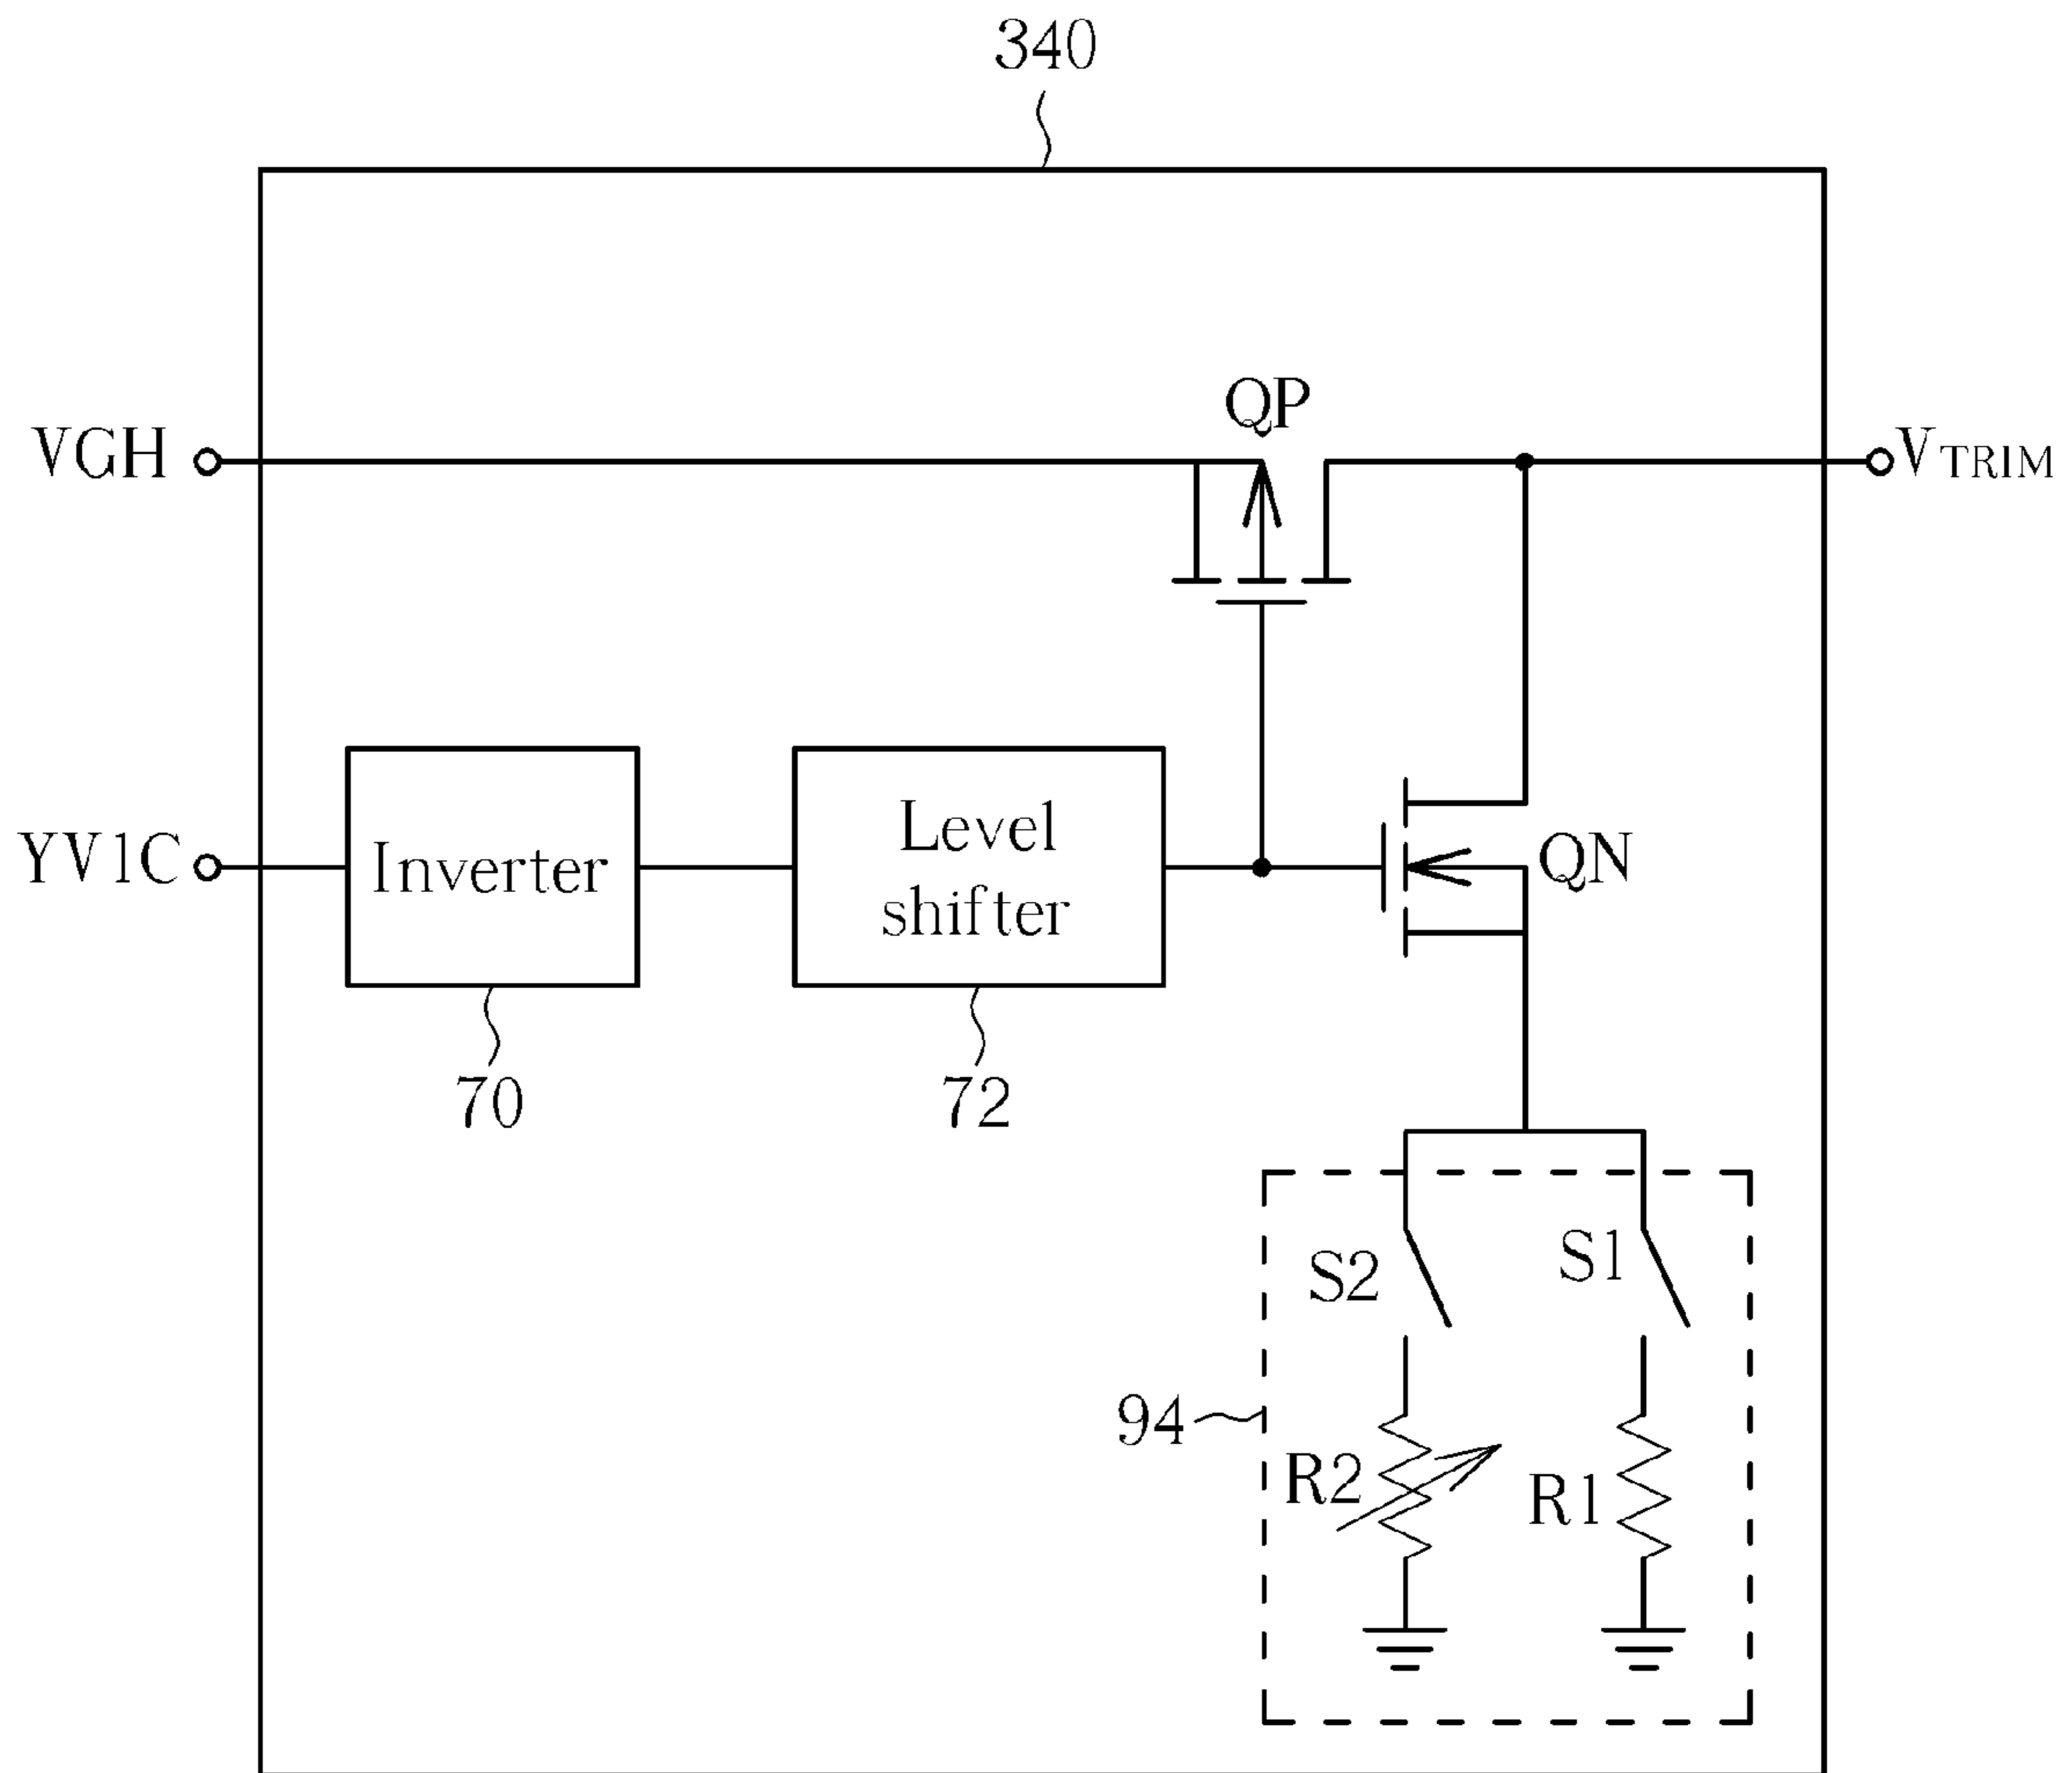 340
QP
VGH
VTRIM
YV1C
Inverter
Level
shifter
QN
70
72
S2
S1
94
R2
R1